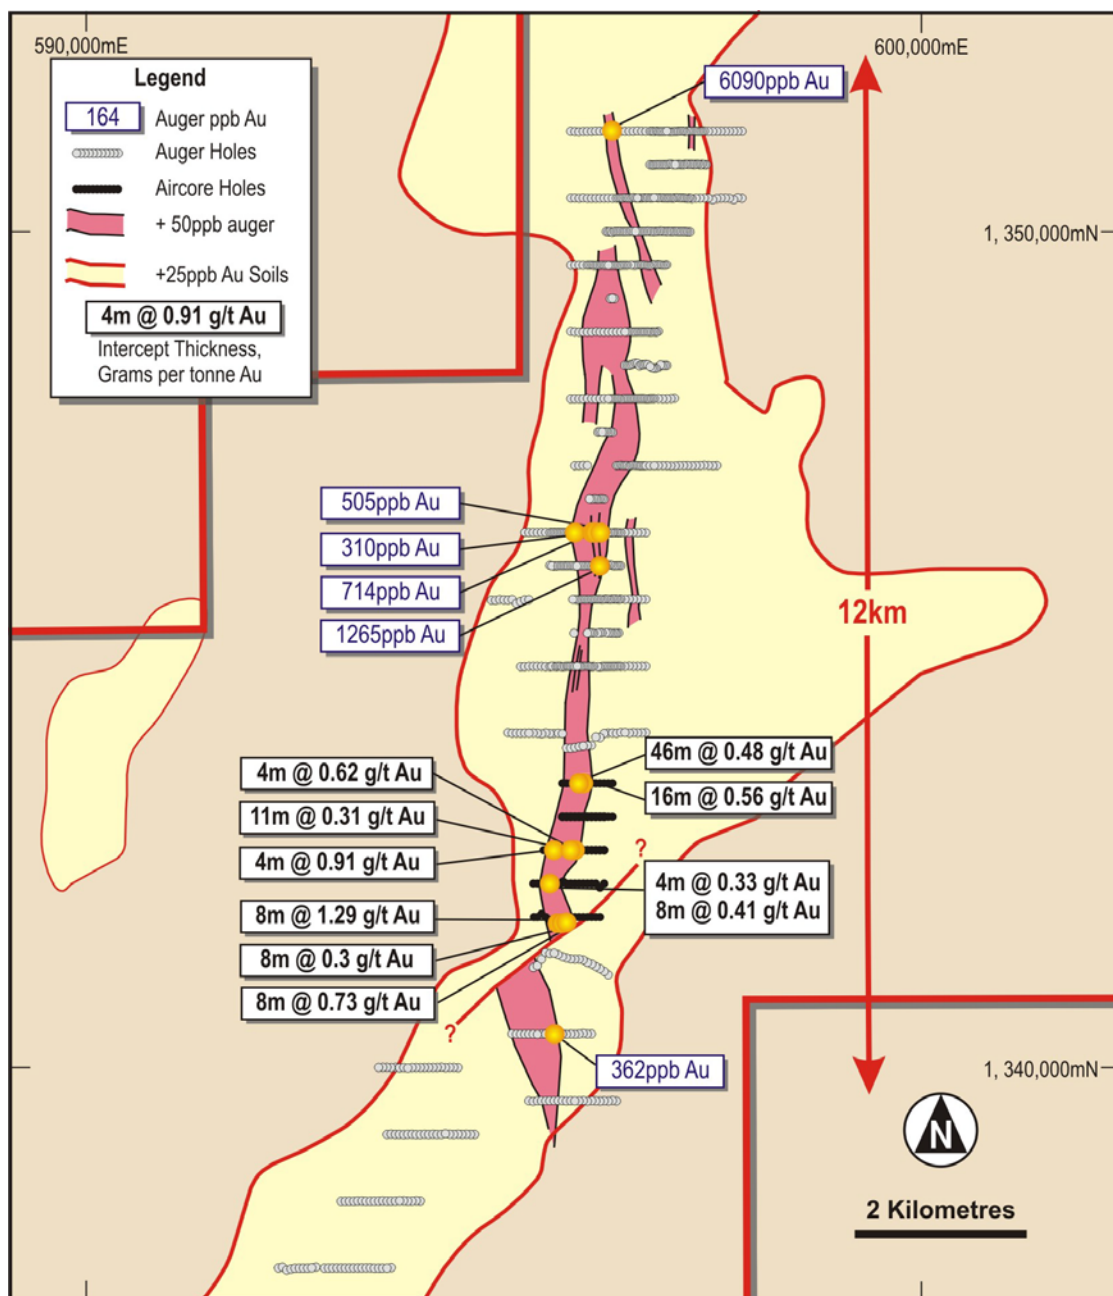 590,000mE
600,000mE
Legend
164
Auger ppb Au
Auger Holes
Aircore Holes
+ 50ppb auger
+25ppb Au Soils
4m @ 0.91 g/t Au
Intercept Thickness,
Grams per tonne Au
6090ppb Au
1, 350,000mN
505ppb Au
310ppb Au
714ppb Au
1265ppb Au
12km
46m @ 0.48 g/t Au
16m @ 0.56 g/t Au
4m @ 0.62 g/t Au
11m @ 0.31 g/t Au
4m @ 0.91 g/t Au
?
4m @ 0.33 g/t Au
8m @ 0.41 g/t Au
8m @ 1.29 g/t Au
8m @ 0.3 g/t Au
8m @ 0.73 g/t Au
?
362ppb Au
1, 340,000mN
N
2 Kilometres